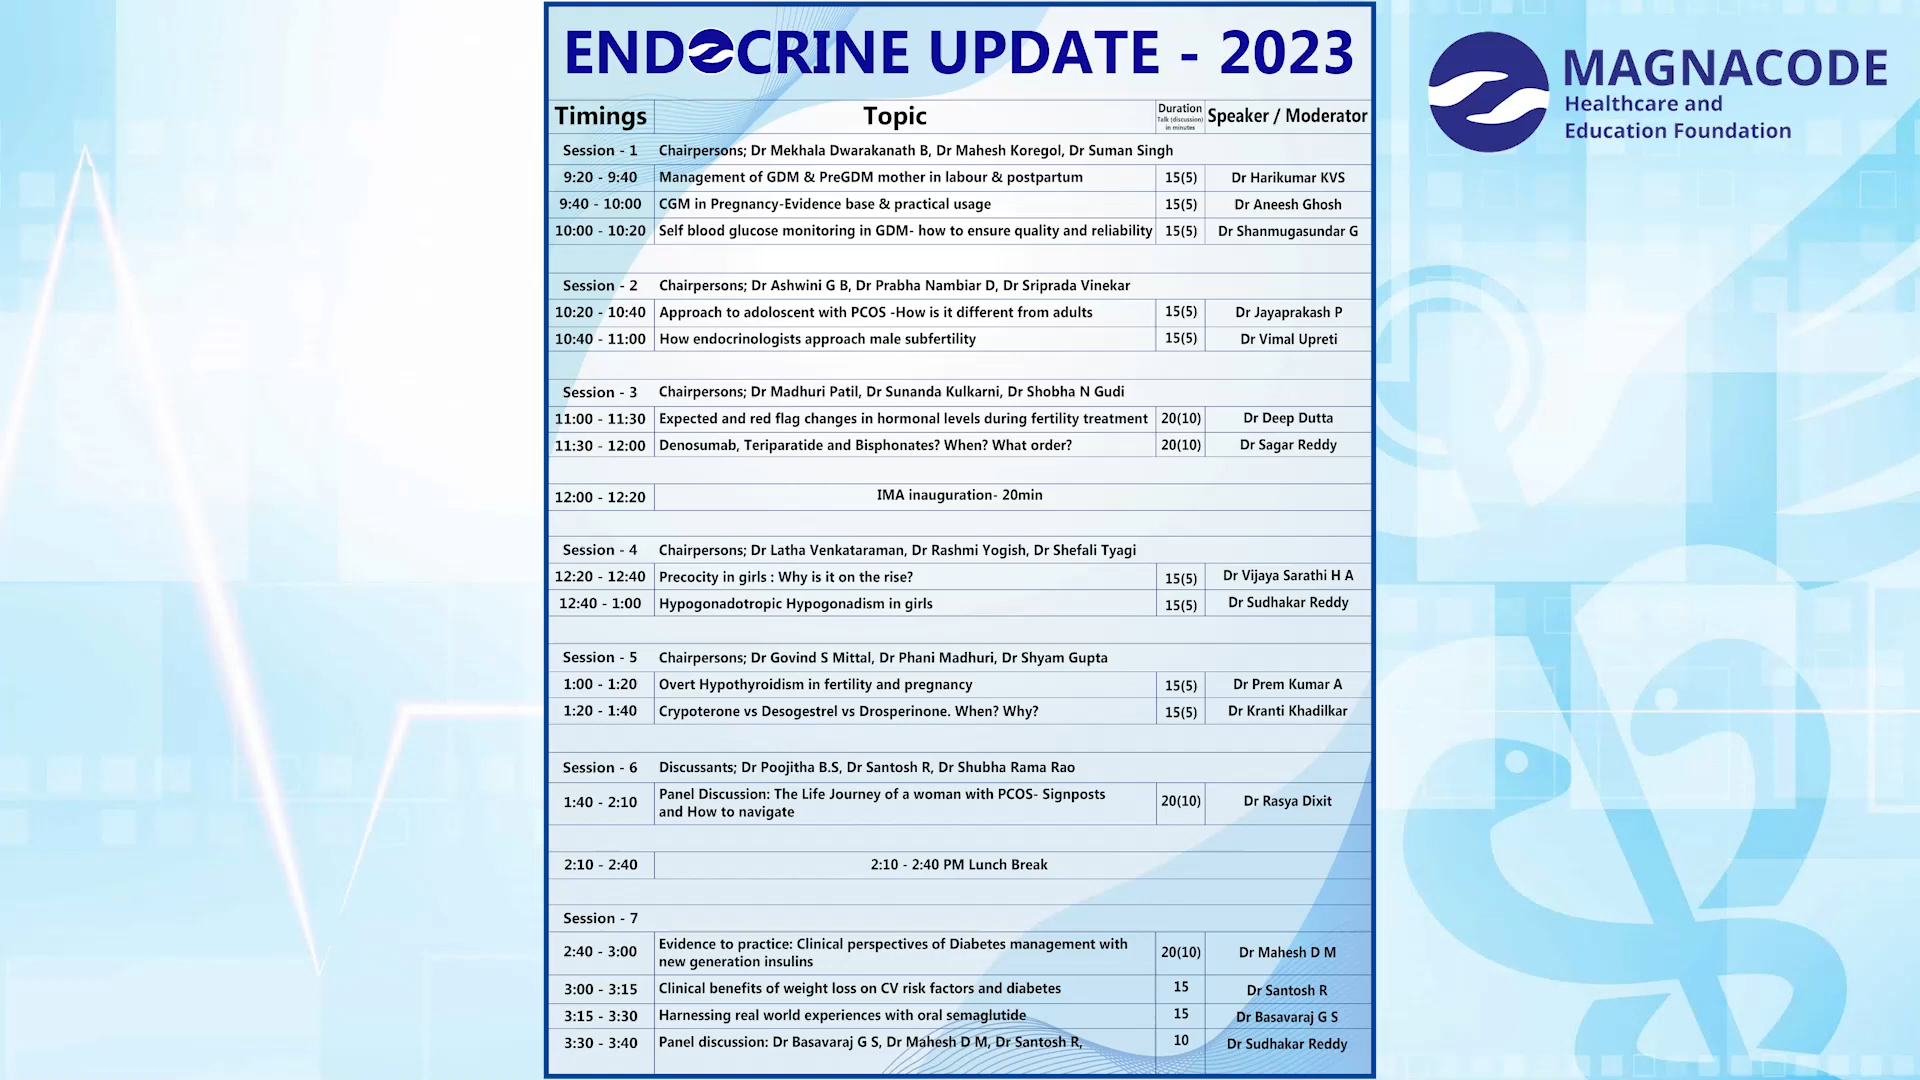 ENDOCRINE UPDATE - 2023
MAGNACODE
Healthcare and
Education Foundation
Timings Topic Duration Talk (discussion) in minutes Speaker / Moderator
Session - 1 Chairpersons; Dr Mekhala Dwarakanath B, Dr Mahesh Koregol, Dr Suman Singh
9:20 - 9:40 Management of GDM & PreGDM mother in labour & postpartum 15(5) Dr Harikumar KVS
9:40 - 10:00 CGM in Pregnancy-Evidence base & practical usage 15(5) Dr Aneesh Ghosh
10:00 - 10:20 Self blood glucose monitoring in GDM- how to ensure quality and reliability 15(5) Dr Shanmugasundar G
Session - 2 Chairpersons; Dr Ashwini G B, Dr Prabha Nambiar D, Dr Sriprada Vinekar
10:20 - 10:40 Approach to adoloscent with PCOS -How is it different from adults 15(5) Dr Jayaprakash P
10:40 - 11:00 How endocrinologists approach male subfertility 15(5) Dr Vimal Upreti
Session - 3 Chairpersons; Dr Madhuri Patil, Dr Sunanda Kulkarni, Dr Shobha N Gudi
11:00 - 11:30 Expected and red flag changes in hormonal levels during fertility treatment 20(10) Dr Deep Dutta
11:30 - 12:00 Denosumab, Teriparatide and Bisphonates? When? What order? 20(10) Dr Sagar Reddy
12:00 - 12:20 IMA inauguration- 20min
Session - 4 Chairpersons; Dr Latha Venkataraman, Dr Rashmi Yogish, Dr Shefali Tyagi
12:20 - 12:40 Precocity in girls : Why is it on the rise? 15(5) Dr Vijaya Sarathi H A
12:40 - 1:00 Hypogonadotropic Hypogonadism in girls 15(5) Dr Sudhakar Reddy
Session - 5 Chairpersons; Dr Govind S Mittal, Dr Phani Madhuri, Dr Shyam Gupta
1:00 - 1:20 Overt Hypothyroidism in fertility and pregnancy 15(5) Dr Prem Kumar A
1:20 - 1:40 Crypoterone vs Desogestrel vs Drosperinone. When? Why? 15(5) Dr Kranti Khadilkar
Session - 6 Discussants; Dr Poojitha B.S, Dr Santosh R, Dr Shubha Rama Rao
1:40 - 2:10 Panel Discussion: The Life Journey of a woman with PCOS- Signposts
and How to navigate 20(10) Dr Rasya Dixit
2:10 - 2:40 2:10 - 2:40 PM Lunch Break
Session - 7
2:40 - 3:00 Evidence to practice: Clinical perspectives of Diabetes management with
new generation insulins 20(10) Dr Mahesh D M
3:00 - 3:15 Clinical benefits of weight loss on CV risk factors and diabetes 15 Dr Santosh R
3:15 - 3:30 Harnessing real world experiences with oral semaglutide 15 Dr Basavaraj G S
3:30 - 3:40 Panel discussion: Dr Basavaraj G S, Dr Mahesh D M, Dr Santosh R, 10 Dr Sudhakar Reddy